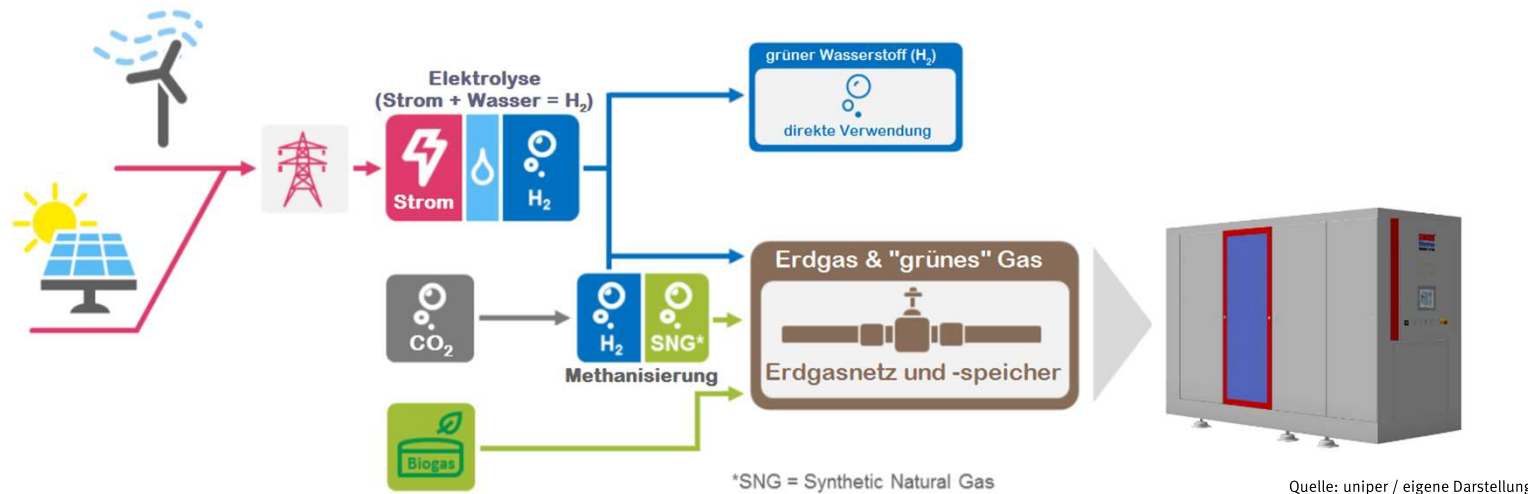 Elektrolyse
(Strom + Wasser = H₂)
Strom
H₂
grüner Wasserstoff (H₂)
direkte Verwendung
Erdgas & "grünes" Gas
Erdgasnetz und -speicher
CO₂
H₂
SNG*
Methanisierung
Biogas
*SNG = Synthetic Natural Gas
Quelle: uniper / eigene Darstellung